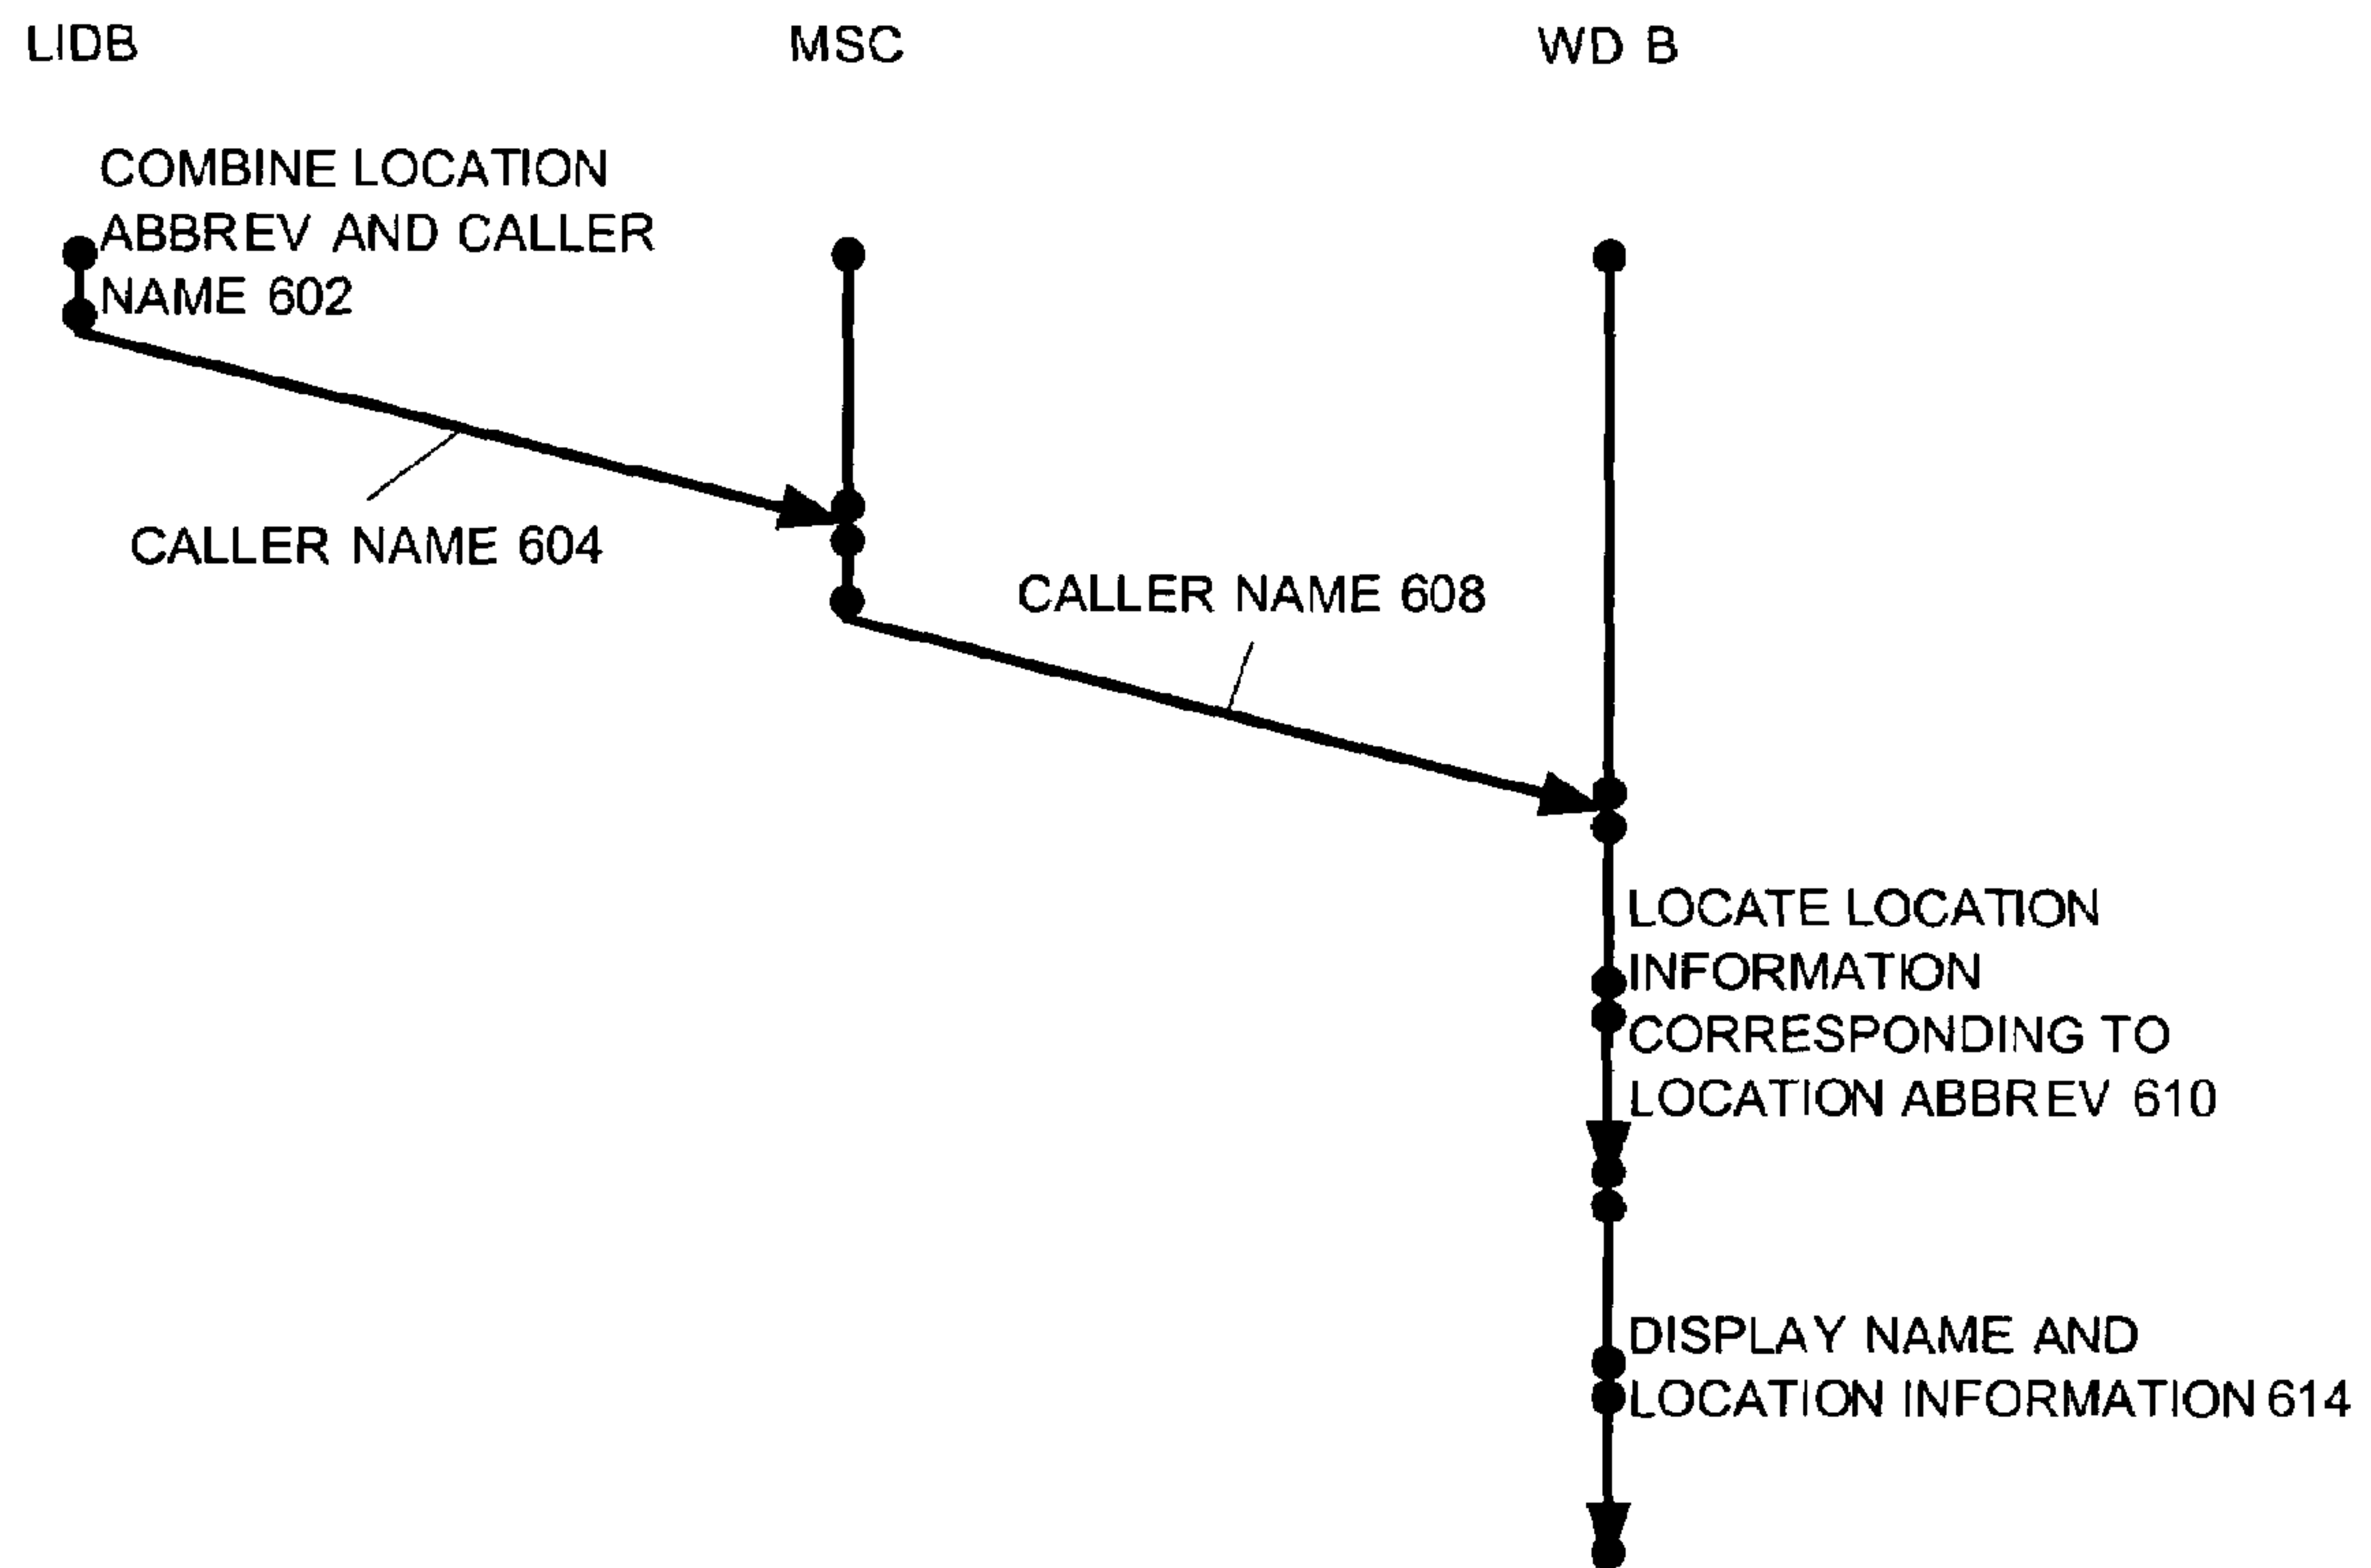 LIDB
MSC
WD B
COMBINE LOCATION
ABBREV AND CALLER
NAME 602
CALLER NAME 604
CALLER NAME 608
LOCATE LOCATION
INFORMATION
CORRESPONDING TO
LOCATION ABBREV 610
DISPLAY NAME AND
LOCATION INFORMATION 614